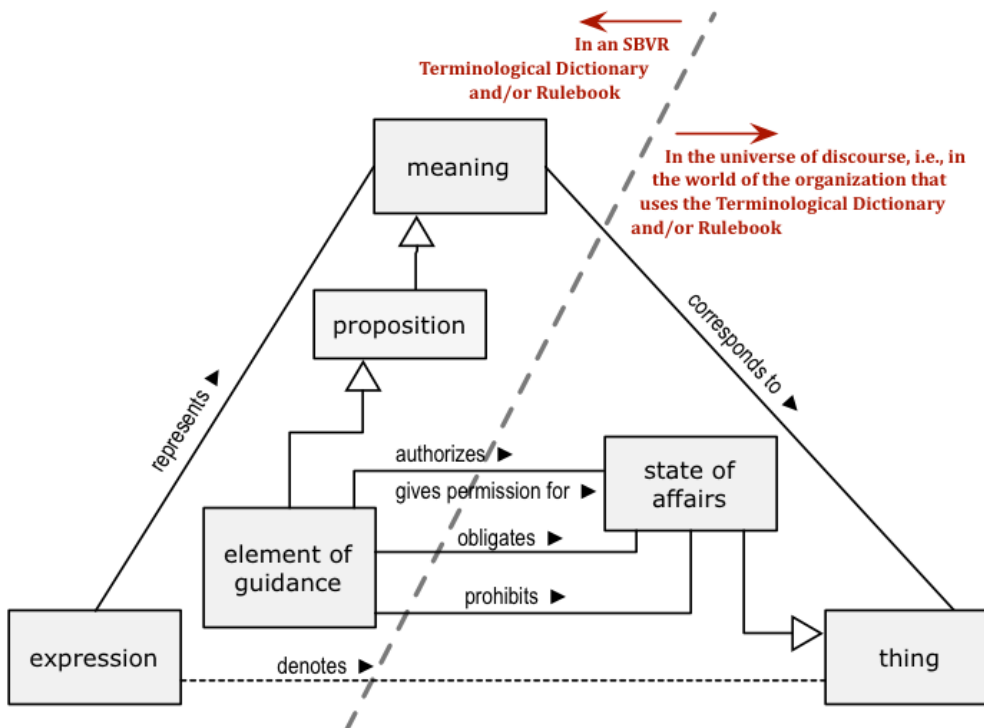 In an SBVR
Terminological Dictionary
and/or Rulebook
In the universe of discourse, i.e., in
the world of the organization that
uses the Terminological Dictionary
and/or Rulebook
meaning
proposition
represents ►
corresponds to ►
authorizes ►
gives permission for ►
state of
affairs
obligates ►
element of
guidance
prohibits ►
expression
denotes ►
thing